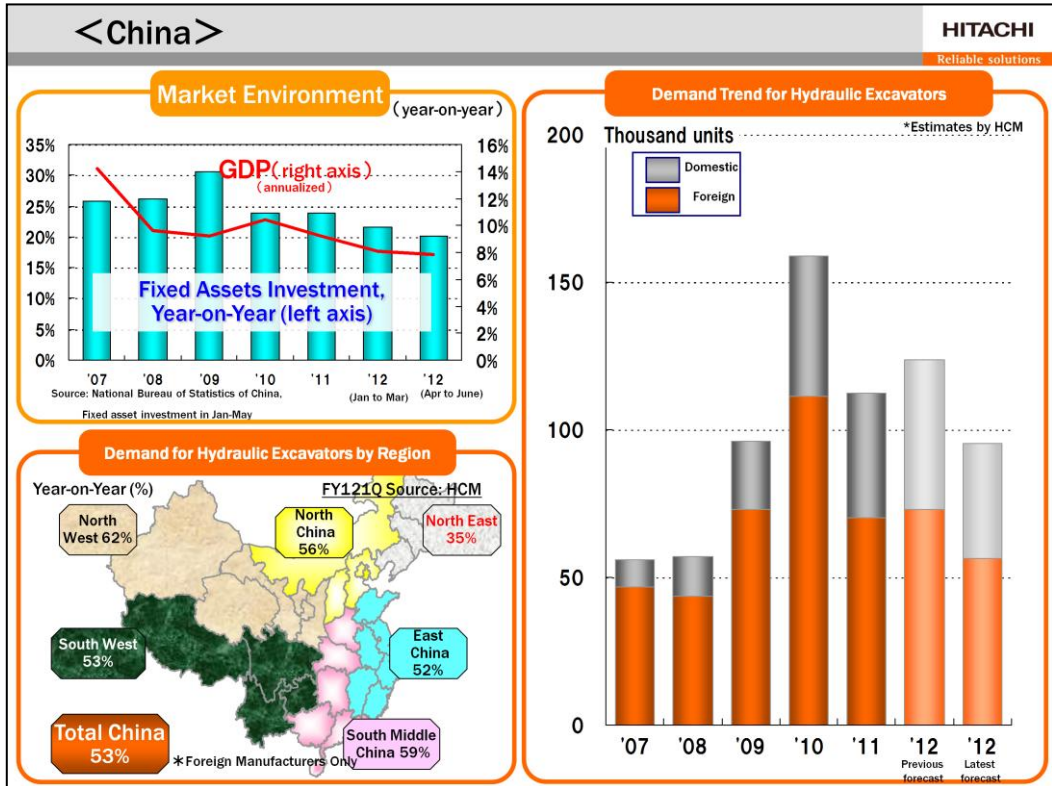 ＜China＞
HITACHI
Reliable solutions
Market Environment
(year-on-year)
35%
30%
25%
20%
15%
10%
5%
0%
16%
14%
12%
10%
8%
6%
4%
2%
0%
GDP(right axis)
(annualized)
Fixed Assets Investment,
Year-on-Year (left axis)
'07
'08
'09
'10
'11
'12
'12
(Jan to Mar)
(Apr to June)
Source: National Bureau of Statistics of China,
Fixed asset investment in Jan-May
Demand for Hydraulic Excavators by Region
Year-on-Year (%)
FY121Q Source: HCM
North
West 62%
North
China
56%
North East
35%
South West
53%
East
China
52%
Total China
53%
South Middle
China 59%
＊Foreign Manufacturers Only
Demand Trend for Hydraulic Excavators
*Estimates by HCM
Thousand units
200
150
100
50
0
Domestic
Foreign
'07
'08
'09
'10
'11
'12
'12
Previous
forecast
Latest
forecast